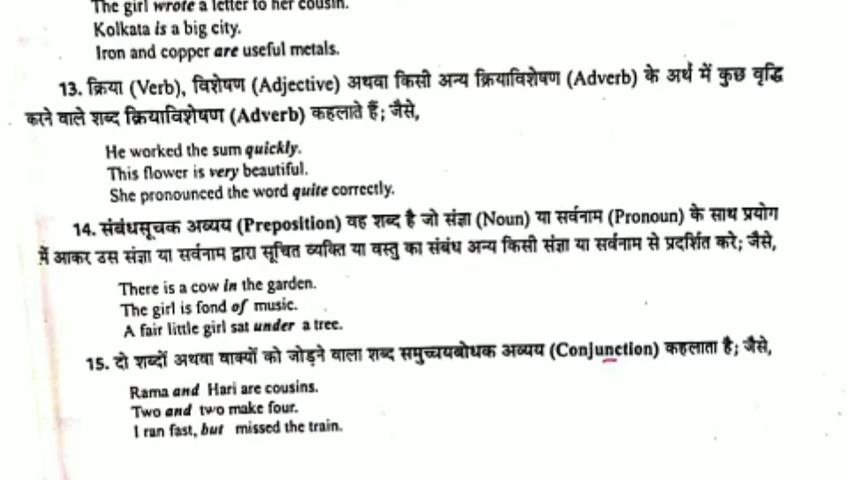 The girl wrote a letter to her cousin.
Kolkata is a big city.
Iron and copper are useful metals.
13. क्रिया (Verb), विशेषण (Adjective) अथवा किसी अन्य क्रियाविशेषण (Adverb) के अर्थ में कुछ वृद्धि
करने वाले शब्द क्रियाविशेषण (Adverb) कहलाते हैं; जैसे,
He worked the sum quickly.
This flower is very beautiful.
She pronounced the word quite correctly.
14. संबंधसूचक अव्यय (Preposition) वह शब्द है जो संज्ञा (Noun) या सर्वनाम (Pronoun) के साथ प्रयोग
में आकर उस संज्ञा या सर्वनाम द्वारा सूचित व्यक्ति या वस्तु का संबंध अन्य किसी संज्ञा या सर्वनाम से प्रदर्शित करे; जैसे,
There is a cow in the garden.
The girl is fond of music.
A fair little girl sat under a tree.
15. दो शब्दों अथवा वाक्यों को जोड़ने वाला शब्द समुच्चयबोधक अव्यय (Conjunction) कहलाता है; जैसे,
Rama and Hari are cousins.
Two and two make four.
I ran fast, but missed the train.